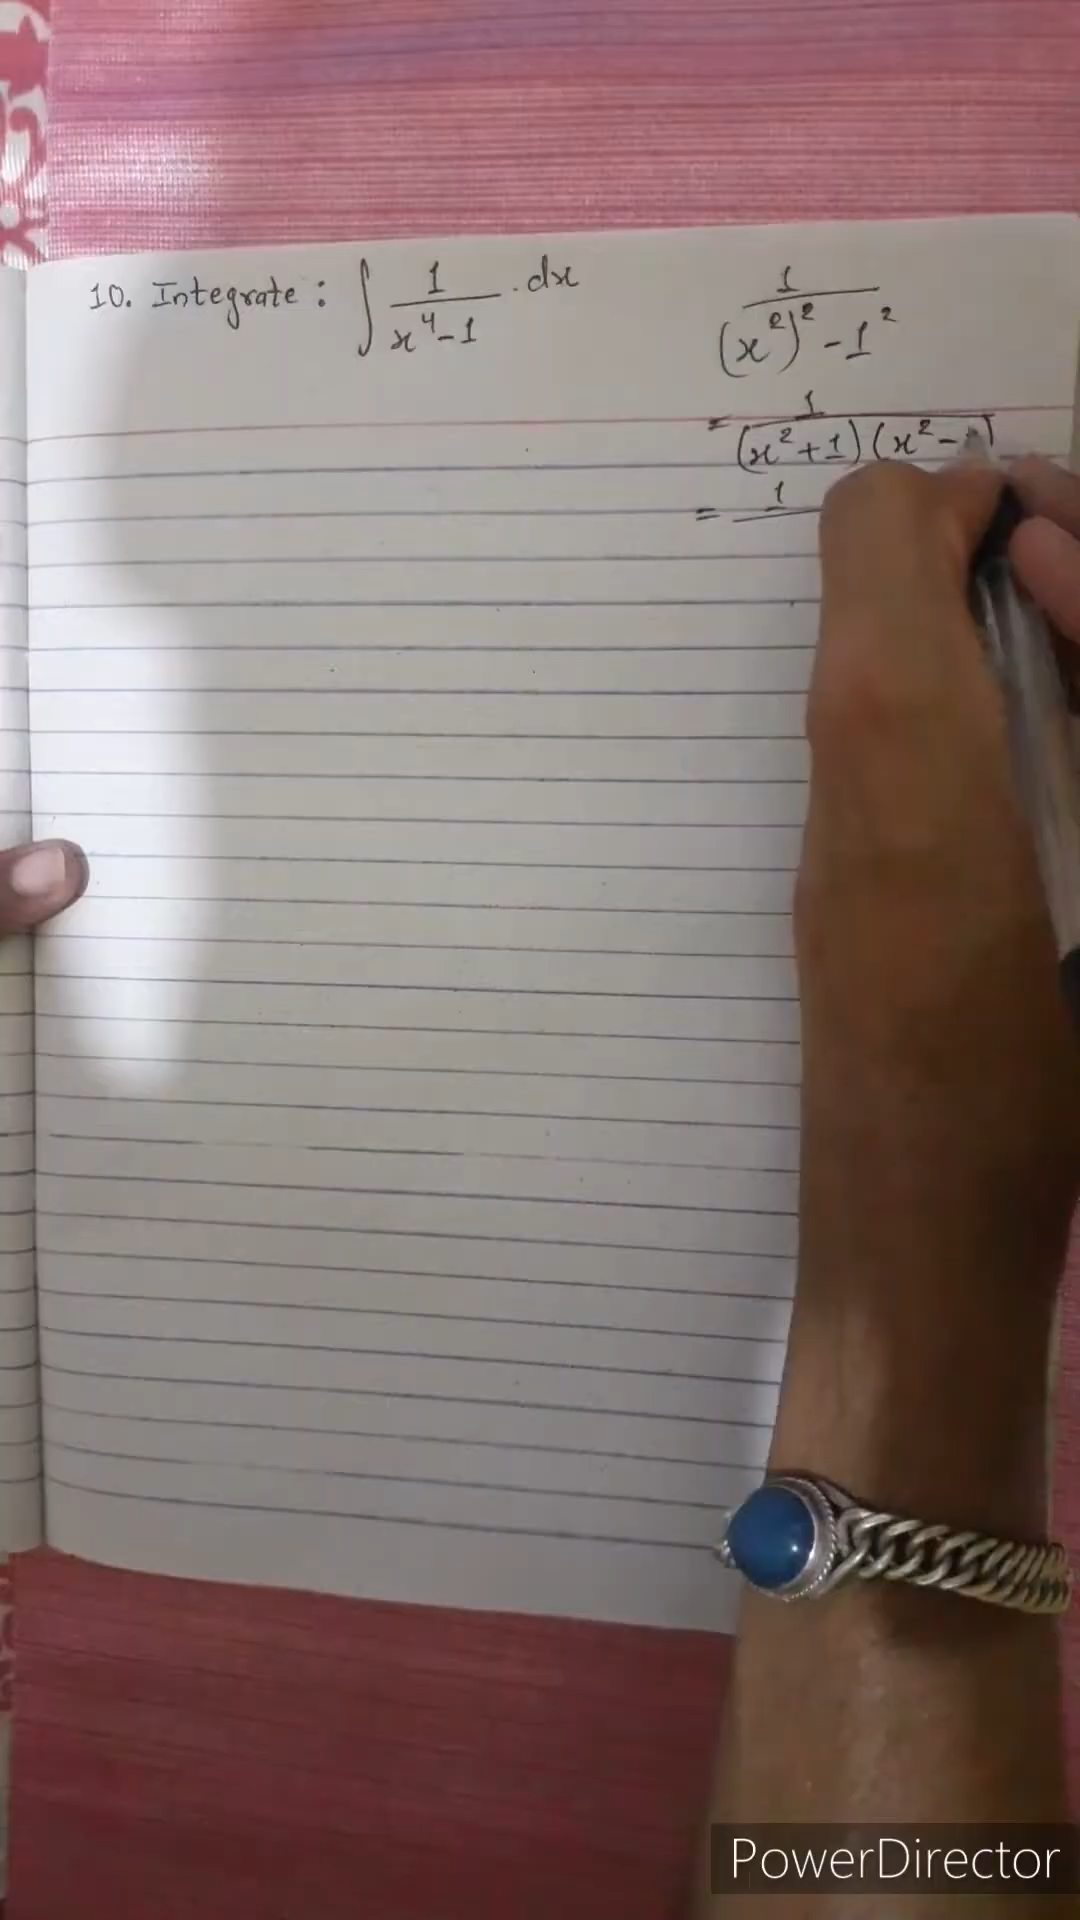 10. Integrate : ∫ 1/(x⁴-1) . dx
1/((x²)² - 1²)
= 1/((x²+1)(x²-
= 1
PowerDirector